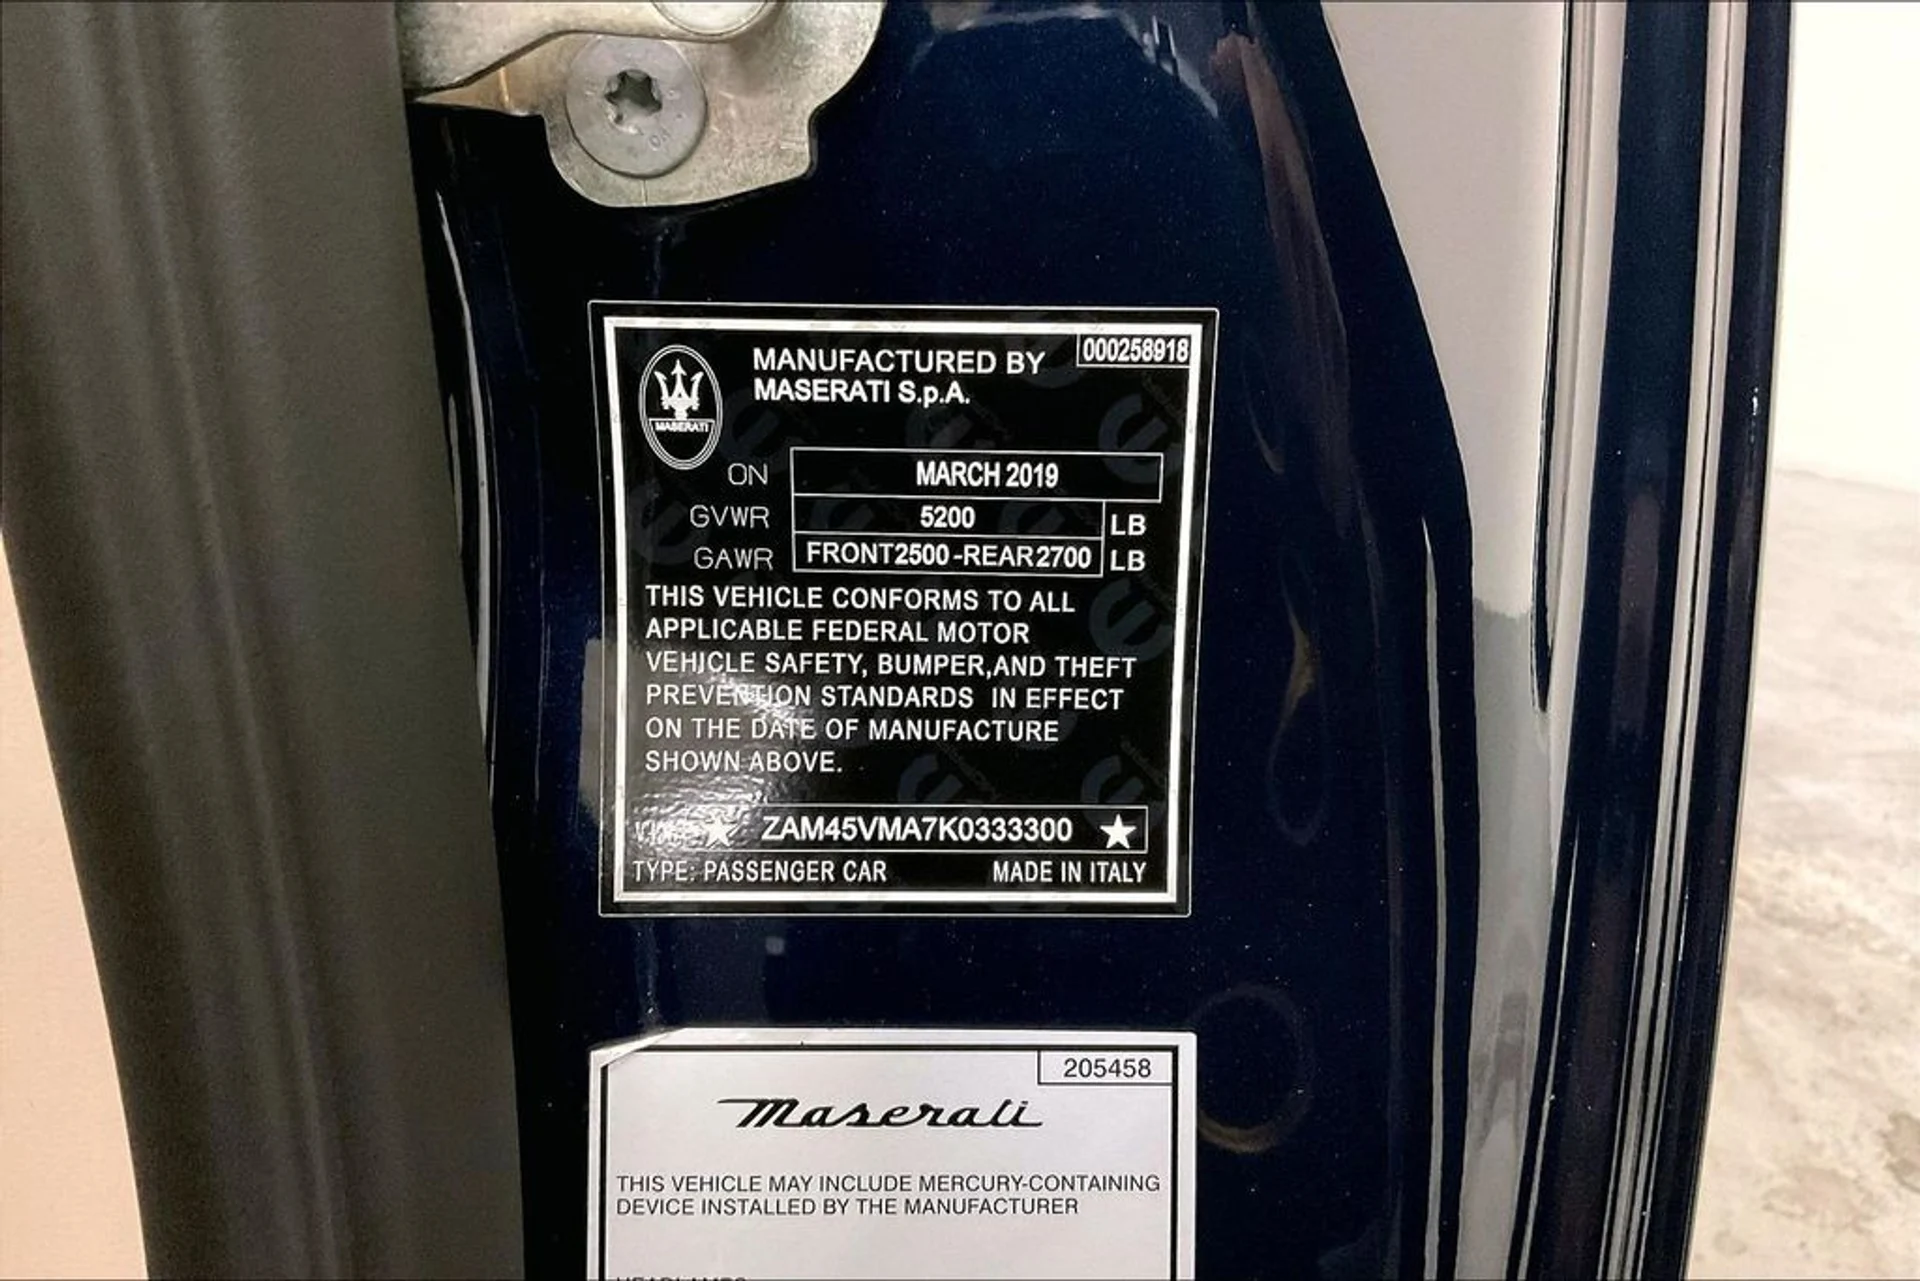 MANUFACTURED BY
000258918
MASERATI S.p.A.
MASERATI
ON MARCH 2019
GVWR 5200 LB
GAWR FRONT2500-REAR2700 LB
THIS VEHICLE CONFORMS TO ALL
APPLICABLE FEDERAL MOTOR
VEHICLE SAFETY, BUMPER,AND THEFT
PREVENTION STANDARDS IN EFFECT
ON THE DATE OF MANUFACTURE
SHOWN ABOVE.
★ ZAM45VMA7K0333300 ★
TYPE: PASSENGER CAR MADE IN ITALY
205458
Maserati
THIS VEHICLE MAY INCLUDE MERCURY-CONTAINING
DEVICE INSTALLED BY THE MANUFACTURER